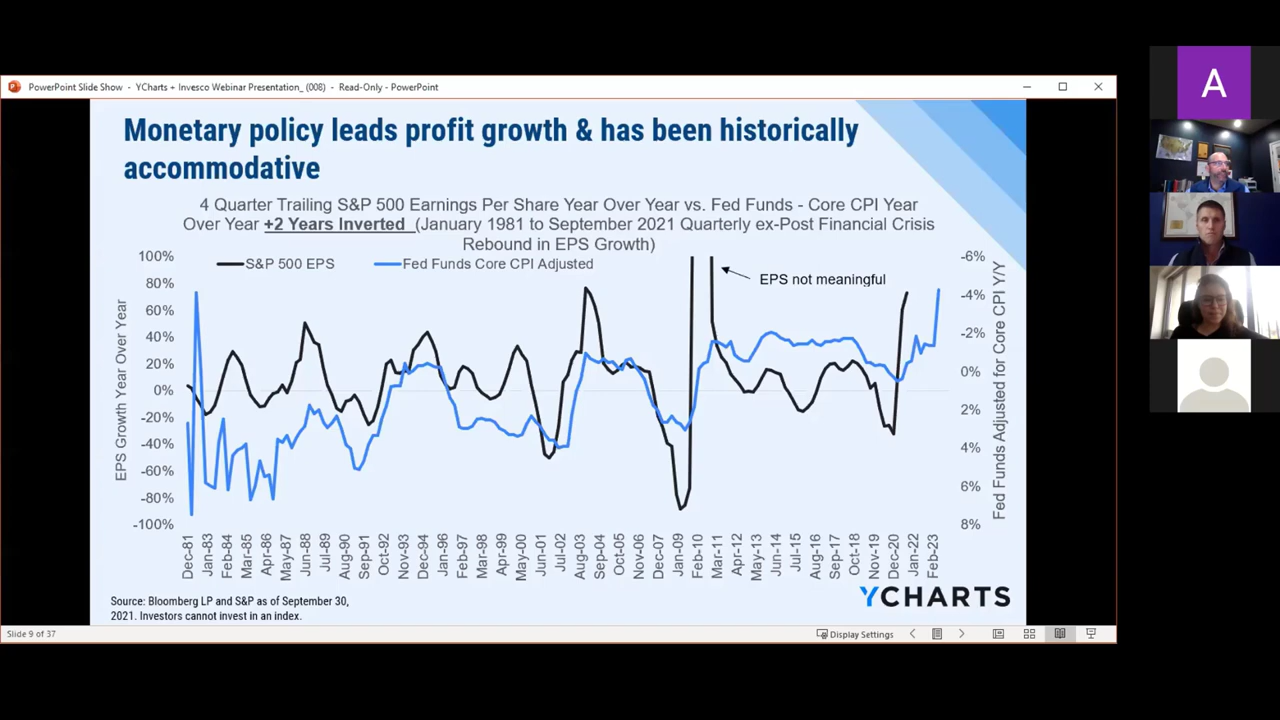 PowerPoint Slide Show - YCharts + Invesco Webinar Presentation_ (008) - Read-Only - PowerPoint
A
Monetary policy leads profit growth & has been historically
accommodative
4 Quarter Trailing S&P 500 Earnings Per Share Year Over Year vs. Fed Funds - Core CPI Year
Over Year +2 Years Inverted (January 1981 to September 2021 Quarterly ex-Post Financial Crisis
Rebound in EPS Growth)
S&P 500 EPS
Fed Funds Core CPI Adjusted
EPS not meaningful
EPS Growth Year Over Year
100%
80%
60%
40%
20%
0%
-20%
-40%
-60%
-80%
-100%
-6%
-4%
-2%
0%
2%
4%
6%
8%
Fed Funds Adjusted for Core CPI Y/Y
Dec-81
Jan-83
Feb-84
Mar-85
Apr-86
May-87
Jun-88
Jul-89
Aug-90
Sep-91
Oct-92
Nov-93
Dec-94
Jan-96
Feb-97
Mar-98
Apr-99
May-00
Jun-01
Jul-02
Aug-03
Sep-04
Oct-05
Nov-06
Dec-07
Jan-09
Feb-10
Mar-11
Apr-12
May-13
Jun-14
Jul-15
Aug-16
Sep-17
Oct-18
Nov-19
Dec-20
Jan-22
Feb-23
Source: Bloomberg LP and S&P as of September 30,
2021. Investors cannot invest in an index.
YCHARTS
Slide 9 of 37
Display Settings